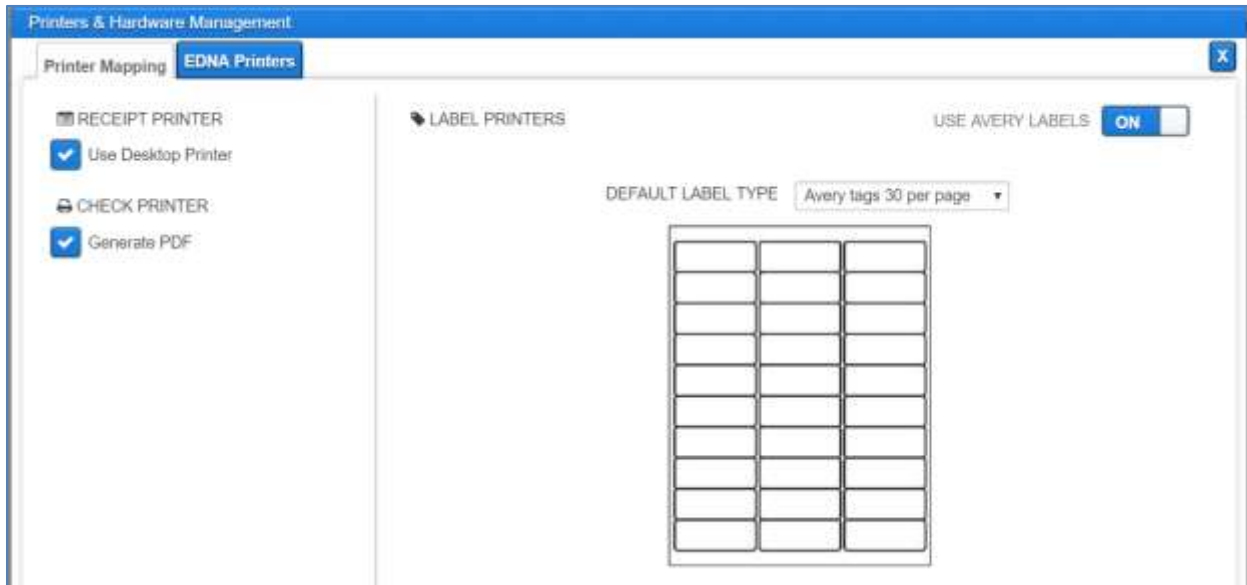 Printers & Hardware Management
Printer Mapping EDNA Printers X
RECEIPT PRINTER
Use Desktop Printer
CHECK PRINTER
Generate PDF
LABEL PRINTERS
USE AVERY LABELS ON
DEFAULT LABEL TYPE Avery tags 30 per page